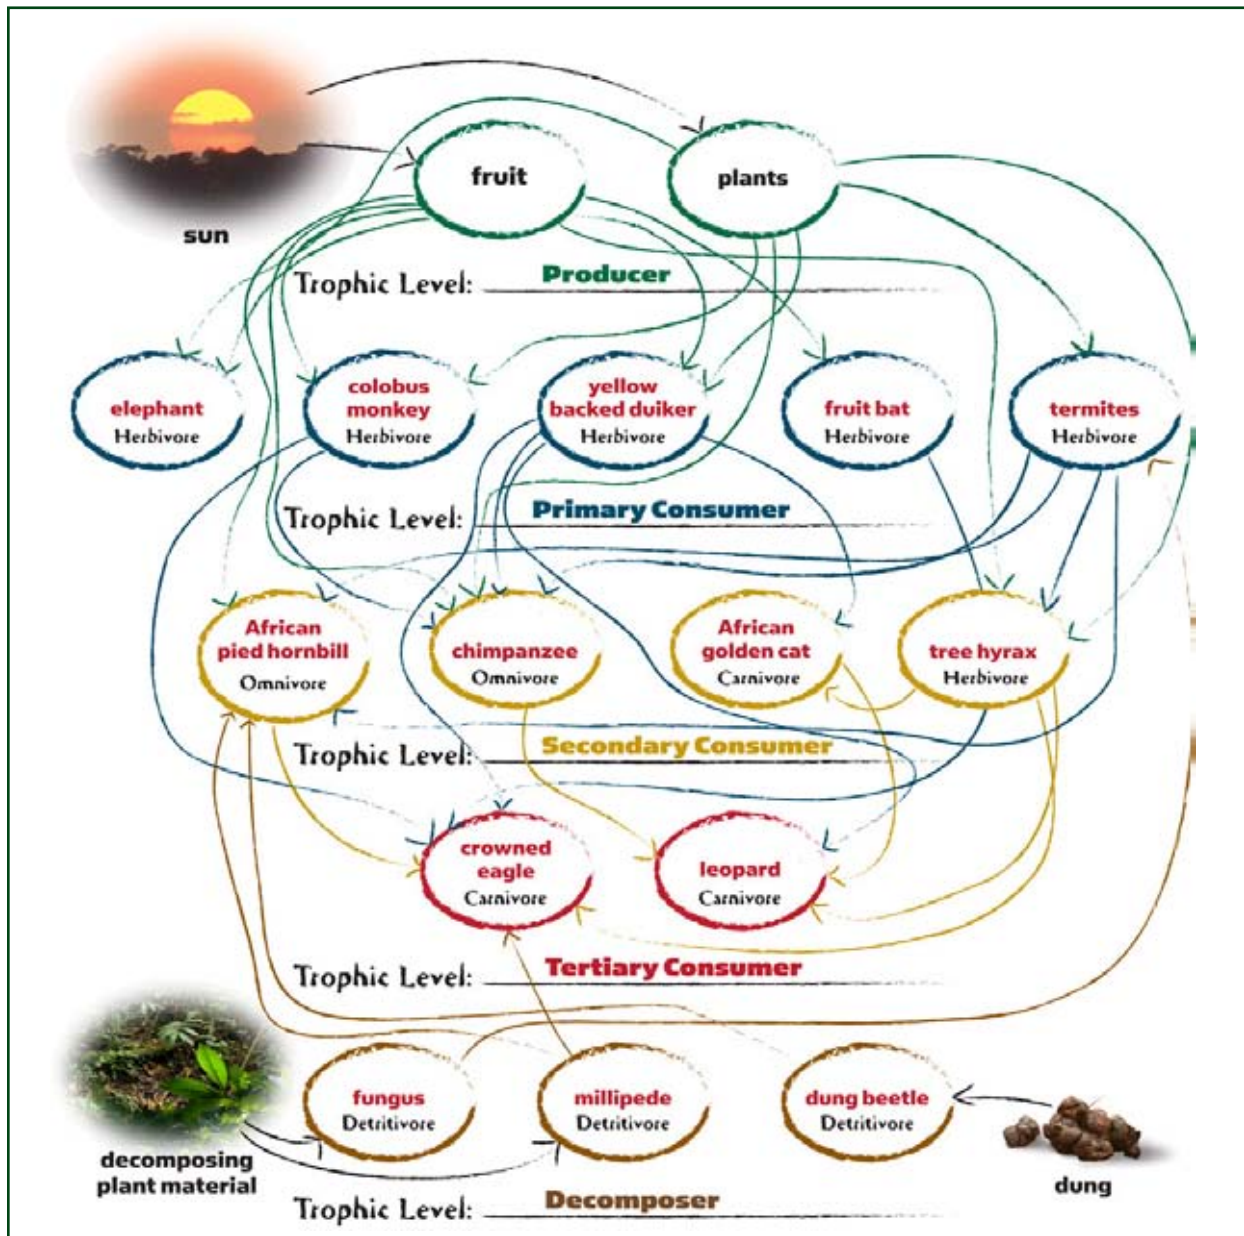 fruit
plants
sun
Trophic Level: Producer
elephant
Herbivore
colobus
monkey
Herbivore
yellow
backed duiker
Herbivore
fruit bat
Herbivore
termites
Herbivore
Trophic Level: Primary Consumer
African
pied hornbill
Omnivore
chimpanzee
Omnivore
African
golden cat
Carnivore
tree hyrax
Herbivore
Trophic Level: Secondary Consumer
crowned
eagle
Carnivore
leopard
Carnivore
Trophic Level: Tertiary Consumer
fungus
Detritivore
millipede
Detritivore
dung beetle
Detritivore
decomposing
plant material
dung
Trophic Level: Decomposer